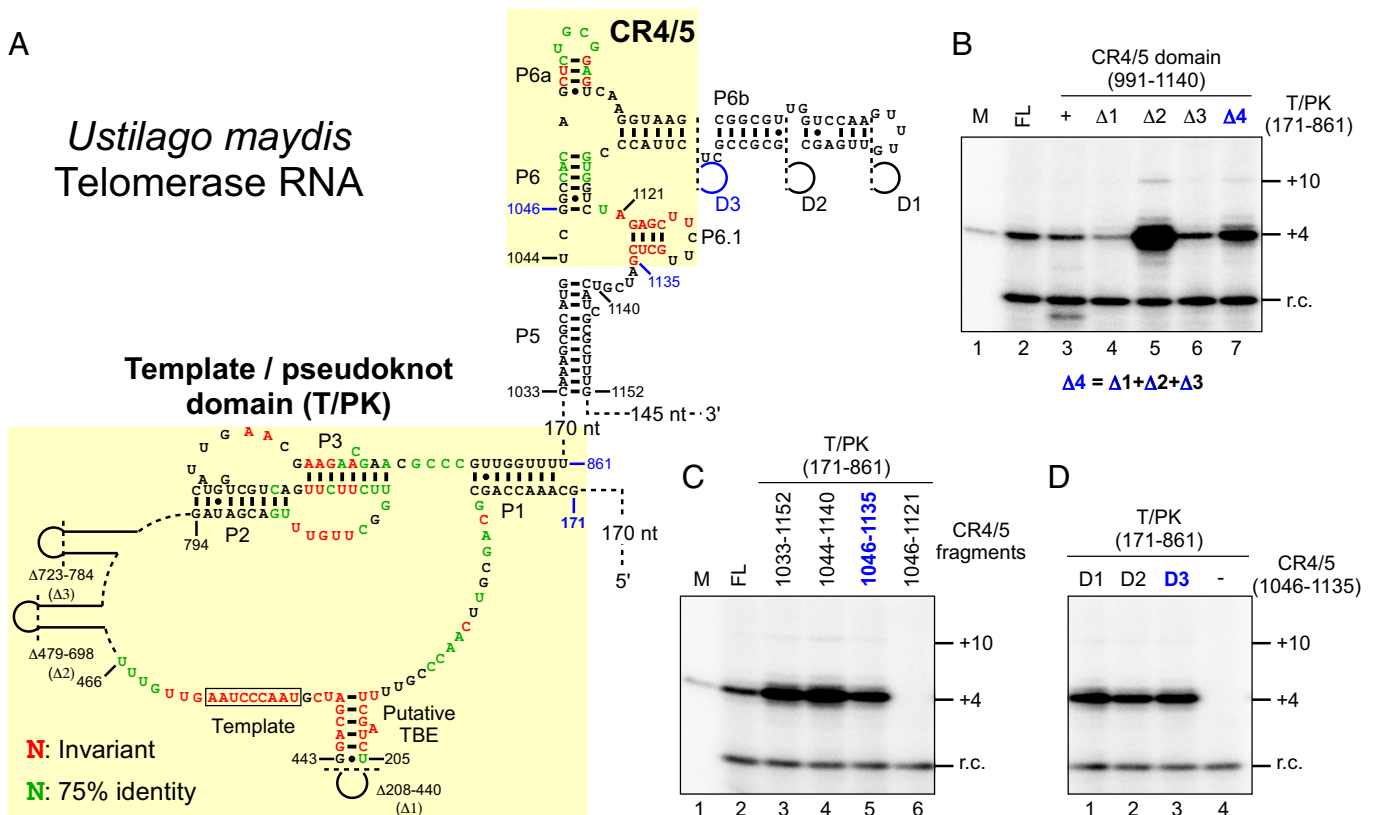 A
Ustilago maydis
Telomerase RNA
CR4/5
P6a
P6b
P6
1046
1044
1121
P6.1
1135
1140
D3
D2
D1
P5
1033
1152
145 nt
3'
170 nt
Template / pseudoknot
domain (T/PK)
P3
P2
P1
861
171
170 nt
5'
794
Δ723-784
(Δ3)
Δ479-698
(Δ2)
466
UUUGUUGAAUCCCAAUGCUA
Template
Putative
TBE
443
205
Δ208-440
(Δ1)
N: Invariant
N: 75% identity
GGUAAG
CUUACC
CGGCGU
GUCCAA
GUUGGUUUU
B
CR4/5 domain
(991-1140)
T/PK
(171-861)
M FL + Δ1 Δ2 Δ3 Δ4
+10
+4
r.c.
1 2 3 4 5 6 7
Δ4 = Δ1+Δ2+Δ3
C
T/PK
(171-861)
M FL 1033-1152 1044-1140 1046-1135 1046-1121
CR4/5
fragments
+10
+4
r.c.
1 2 3 4 5 6
D
T/PK
(171-861)
D1 D2 D3 -
CR4/5
(1046-1135)
+10
+4
r.c.
1 2 3 4